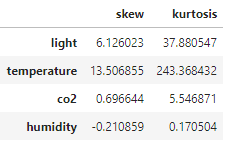 skew kurtosis
light 6.126023 37.880547
temperature 13.506855 243.368432
co2 0.696644 5.546871
humidity -0.210859 0.170504